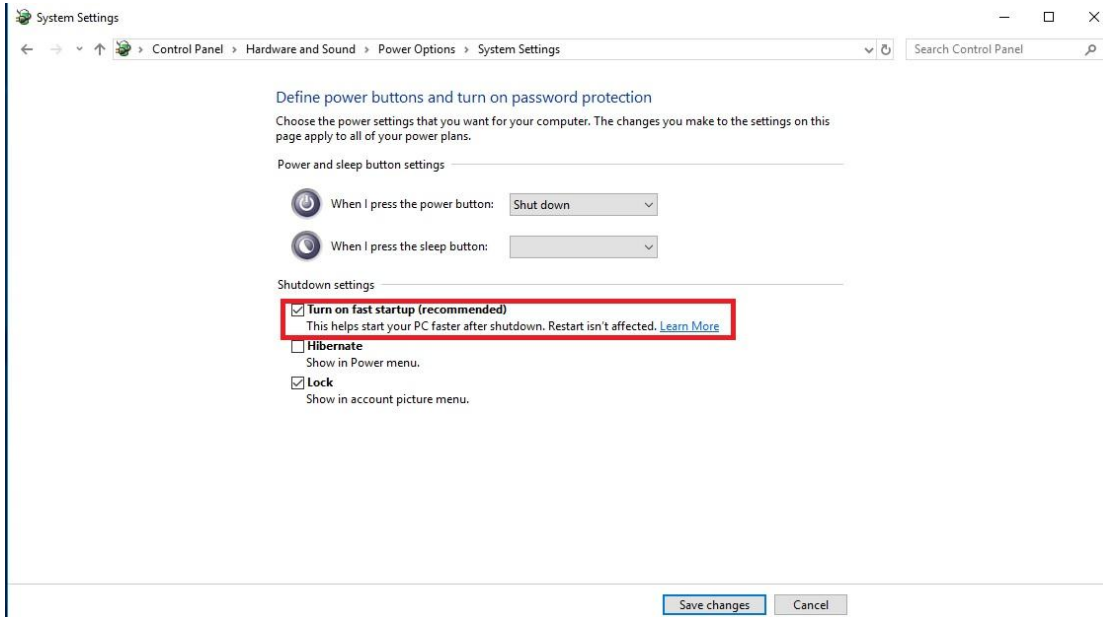 System Settings
Control Panel > Hardware and Sound > Power Options > System Settings
Search Control Panel
Define power buttons and turn on password protection
Choose the power settings that you want for your computer. The changes you make to the settings on this
page apply to all of your power plans.
Power and sleep button settings
When I press the power button: Shut down
When I press the sleep button:
Shutdown settings
Turn on fast startup (recommended)
This helps start your PC faster after shutdown. Restart isn't affected. Learn More
Hibernate
Show in Power menu.
Lock
Show in account picture menu.
Save changes Cancel